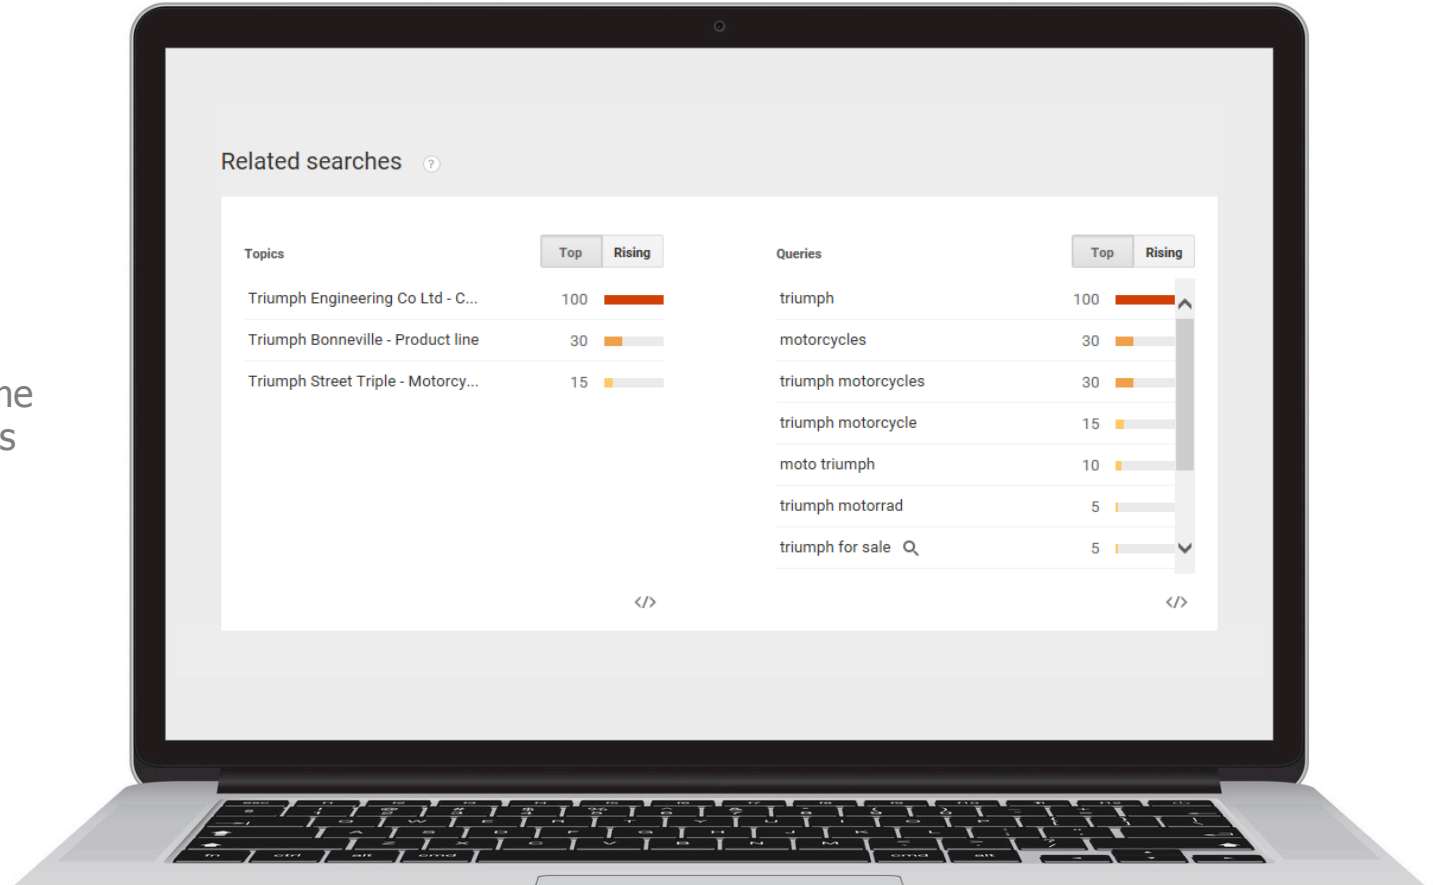 Related searches ?
Topics Top Rising
Triumph Engineering Co Ltd - C... 100
Triumph Bonneville - Product line 30
Triumph Street Triple - Motorcy... 15
</>
Queries Top Rising
triumph 100
motorcycles 30
triumph motorcycles 30
triumph motorcycle 15
moto triumph 10
triumph motorrad 5
triumph for sale 5
</>